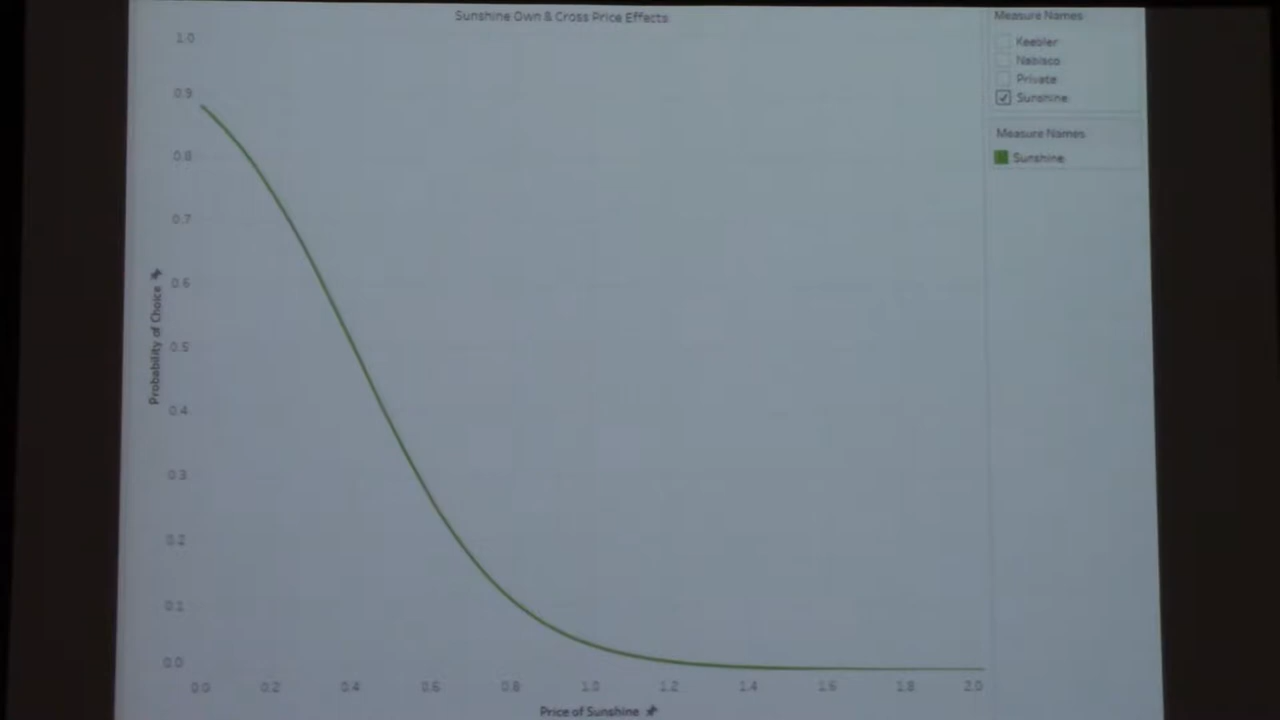 Sunshine Own & Cross Price Effects
Measure Names
Keebler
Nabisco
Private
Sunshine
Measure Names
Sunshine
Probability of Choice
1.0
0.9
0.8
0.7
0.6
0.5
0.4
0.3
0.2
0.1
0.0
0.0 0.2 0.4 0.6 0.8 1.0 1.2 1.4 1.6 1.8 2.0
Price of Sunshine